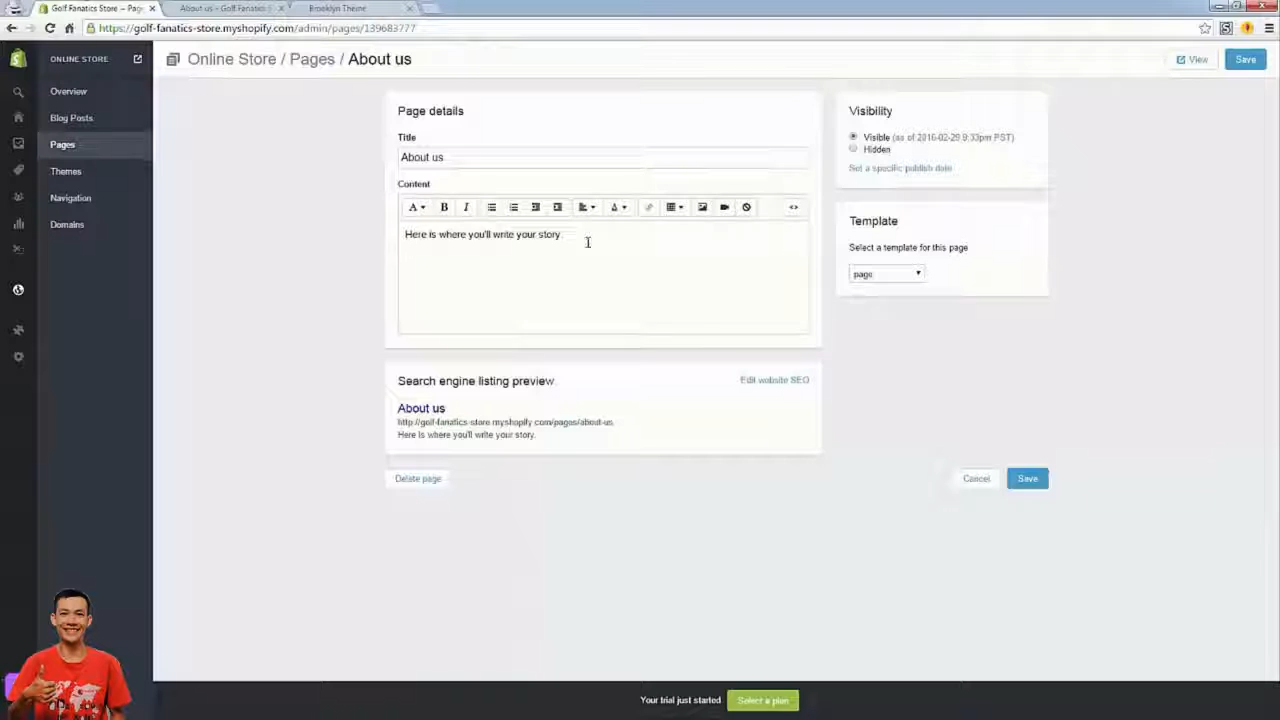 Golf Fanatics Store ~ Pag
About us - Golf Fanatics
Brooklyn Theme
https://golf-fanatics-store.myshopify.com/admin/pages/139683777
ONLINE STORE
Online Store / Pages / About us
View
Save
Overview
Blog Posts
Pages
Themes
Navigation
Domains
Page details
Title
About us
Content
A
B
I
A
<>
Here is where you'll write your story.
Visibility
Visible (as of 2016-02-29 9:33pm PST)
Hidden
Set a specific publish date
Template
Select a template for this page
page
Search engine listing preview
Edit website SEO
About us
http://golf-fanatics-store.myshopify.com/pages/about-us
Here is where you'll write your story.
Delete page
Cancel
Save
Your trial just started
Select a plan